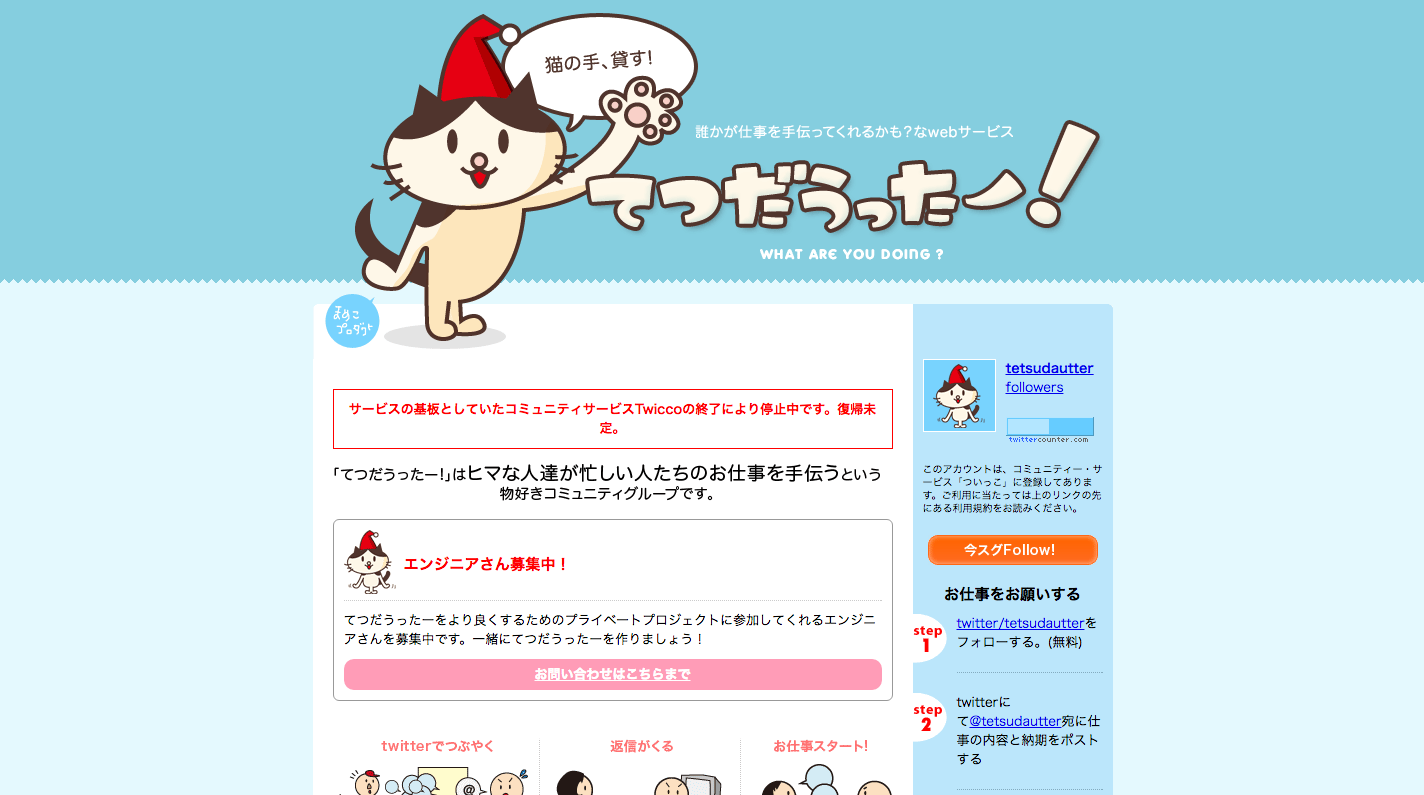 猫の手、貸す!
誰かが仕事を手伝ってくれるかも？なwebサービス
てつだうったー!
WHAT ARE YOU DOING ?
まりこ
プロダクト
サービスの基板としていたコミュニティサービスTwiccoの終了により停止中です。復帰未
定。
「てつだうったー!」はヒマな人達が忙しい人たちのお仕事を手伝うという
物好きコミュニティグループです。
エンジニアさん募集中！
てつだうったーをより良くするためのプライベートプロジェクトに参加してくれるエンジニ
アさんを募集中です。一緒にてつだうったーを作りましょう！
お問い合わせはこちらまで
twitterでつぶやく
返信がくる
お仕事スタート!
@
tetsudautter
followers
twittercounter.com
このアカウントは、コミュニティー・サ
ービス「ついっこ」に登録してありま
す。ご利用に当たっては上のリンクの先
にある利用規約をお読みください。
今スグFollow!
お仕事をお願いする
step
1
twitter/tetsudautterを
フォローする。(無料)
step
2
twitterに
て@tetsudautter宛に仕
事の内容と納期をポスト
する